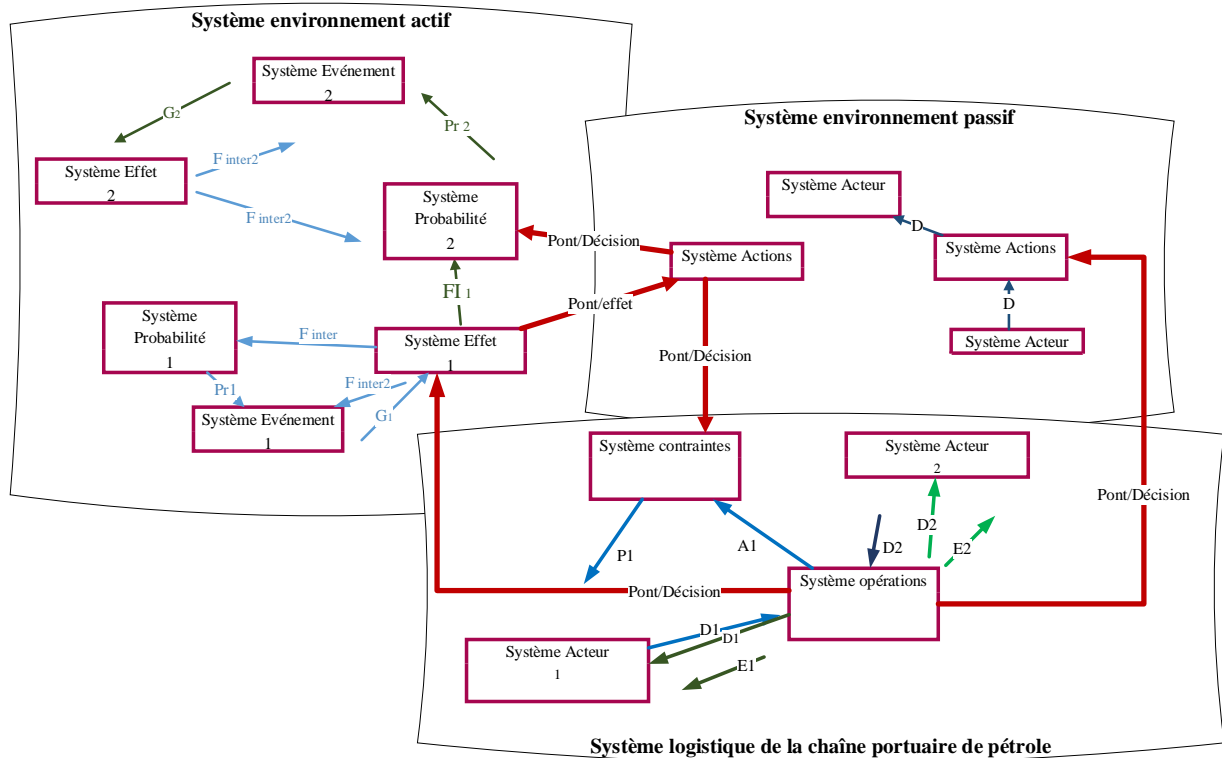 Système environnement actif
Système Evénement
2
G2
Pr 2
Système Effet
2
F inter2
F inter2
Système
Probabilité
2
FI 1
Système
Probabilité
1
F inter
Système Effet
1
Pr1
F inter2
G1
Système Evénement
1
Système environnement passif
Système Acteur
D
Système Actions
D
Système Acteur
Système Actions
Pont/Décision
Pont/effet
Pont/Décision
Système contraintes
Système Acteur
2
P1
A1
D2
D2
E2
Pont/Décision
Système opérations
Pont/Décision
D1
D1
Système Acteur
1
E1
Système logistique de la chaîne portuaire de pétrole